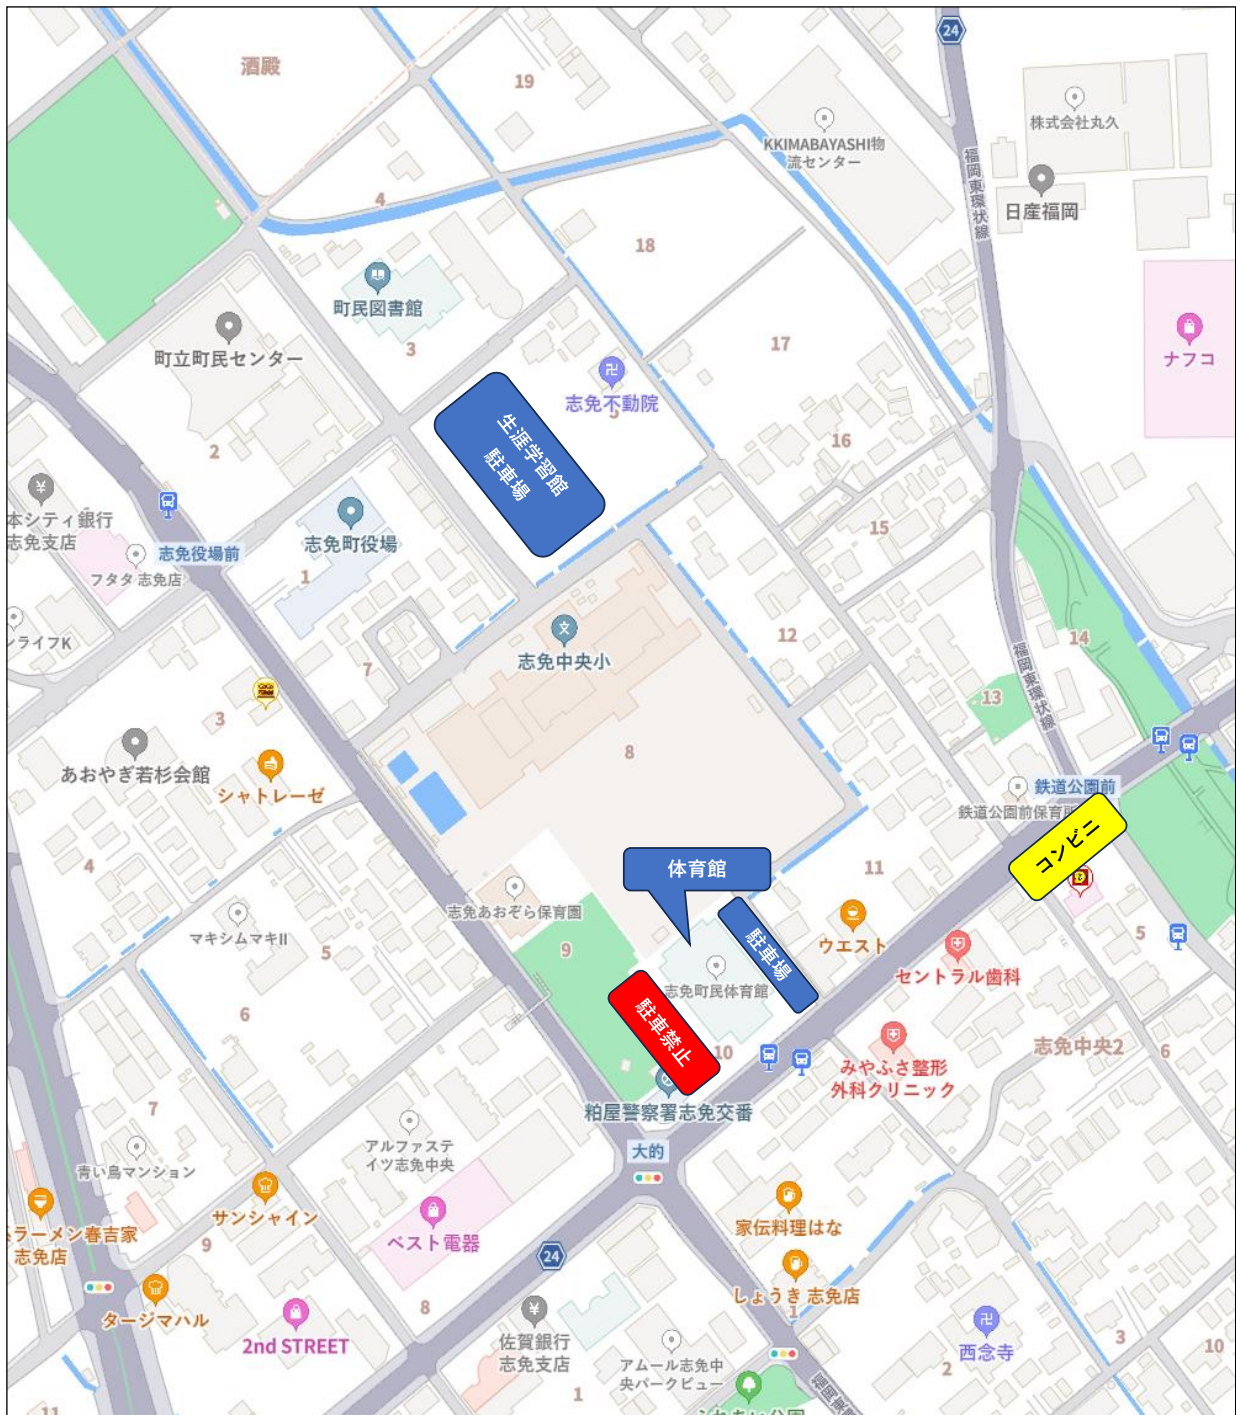 24
酒殿
19
株式会社丸久
KKIMABAYASHI物
流センター
福岡東環状線
日産福岡
4
18
町民図書館
3
17
ナフコ
町立町民センター
志免不動院
5
生涯学習館
駐車場
2
16
¥
本シティ銀行
志免支店
15
志免町役場
志免役場前
フタタ 志免店
1
ンライフK
文
志免中央小
12
14
福岡東環状線
7
13
3
8
あおやぎ若杉会館
シャトレーゼ
鉄道公園前
鉄道公園前保育所
コンビニ
4
体育館
11
志免あおぞら保育園
マキシムマキII
5
9
駐車場
ウエスト
5
セントラル歯科
志免町民体育館
6
駐車禁止
10
志免中央2
6
みやふさ整形
外科クリニック
7
粕屋警察署志免交番
アルファステ
イツ志免中央
大的
青い鳥マンション
サンシャイン
家伝料理はな
ラーメン春吉家
志免店
9
ベスト電器
24
しょうき 志免店
1
タージマハル
8
¥
2nd STREET
佐賀銀行
志免支店
西念寺
3
10
アムール志免中
央パークビュー
2
1
11